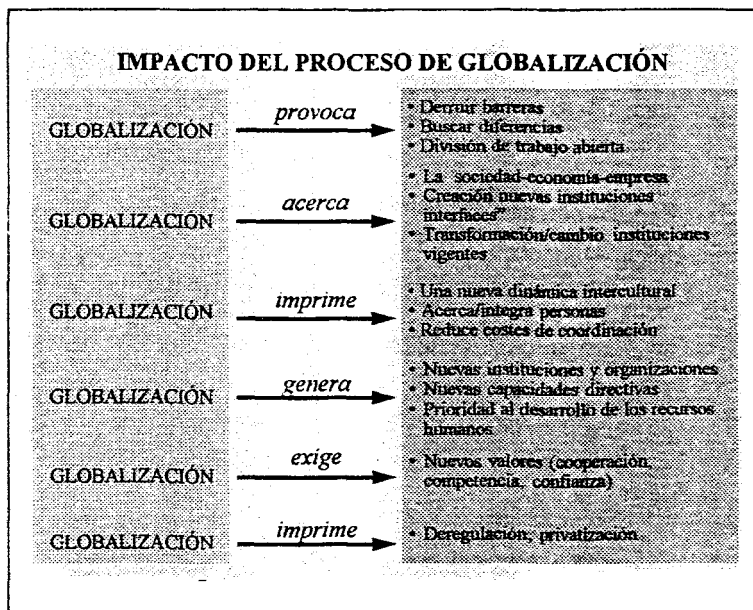 IMPACTO DEL PROCESO DE GLOBALIZACIÓN
GLOBALIZACIÓN
provoca
• Derruir barreras
• Buscar diferencias
• División de trabajo abierta
GLOBALIZACIÓN
acerca
• La sociedad-economía-empresa
• Creación nuevas instituciones
interfaces"
• Transformación/cambio instituciones
vigentes
GLOBALIZACIÓN
imprime
• Una nueva dinámica intercultural
• Acerca/integra personas
• Reduce costes de coordinación
GLOBALIZACIÓN
genera
• Nuevas instituciones y organizaciones
• Nuevas capacidades directivas
• Prioridad al desarrollo de los recursos
humanos
GLOBALIZACIÓN
exige
• Nuevos valores (cooperación,
competencia, confianza)
GLOBALIZACIÓN
imprime
• Deregulación, privatización